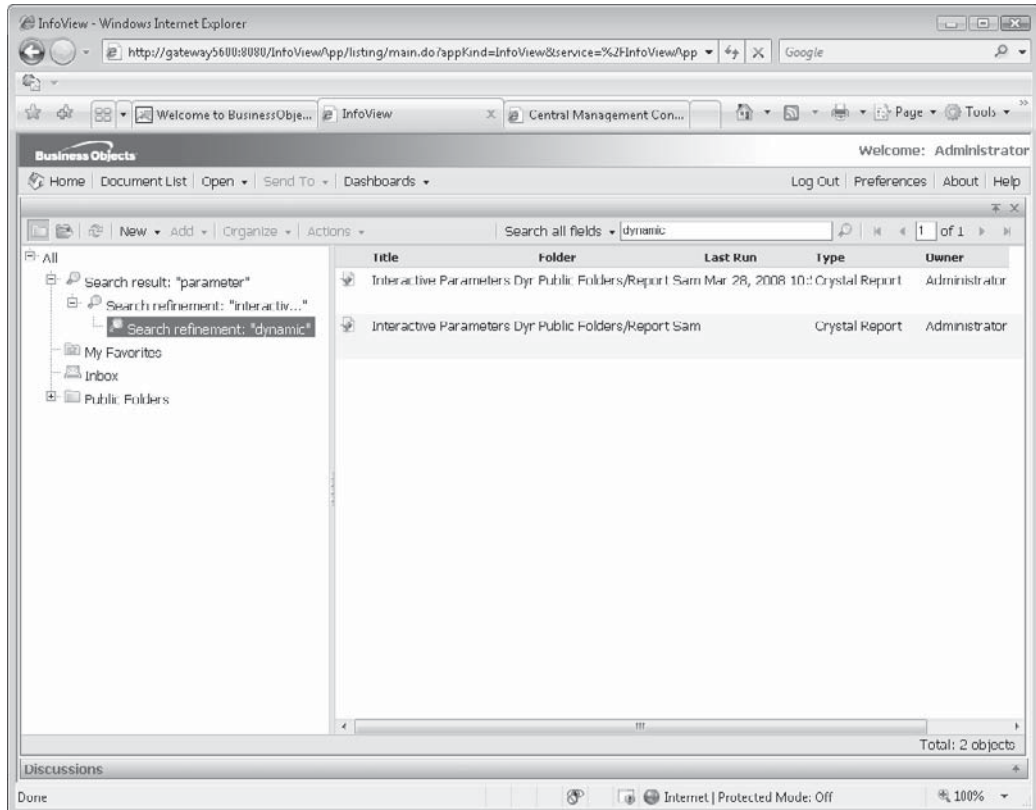 InfoView - Windows Internet Explorer
http://gateway5600:8080/InfoViewApp/listing/main.do?appKind=InfoView&service=%2FInfoViewApp
Google
Welcome to BusinessObje...
InfoView
Central Management Con...
Page
Tools
Business Objects
Welcome: Administrator
Home
Document List
Open
Send To
Dashboards
Log Out
Preferences
About
Help
New
Add
Organize
Actions
Search all fields
dynamic
1 of 1
All
Search result: "parameter"
Search refinement: "interactiv..."
Search refinement: "dynamic"
My Favorites
Inbox
Public Folders
Title Folder Last Run Type Owner
Interactive Parameters Dyr Public Folders/Report Sam Mar 28, 2008 10: Crystal Report Administrator
Interactive Parameters Dyr Public Folders/Report Sam Crystal Report Administrator
Total: 2 objects
Discussions
Done
Internet | Protected Mode: Off
100%